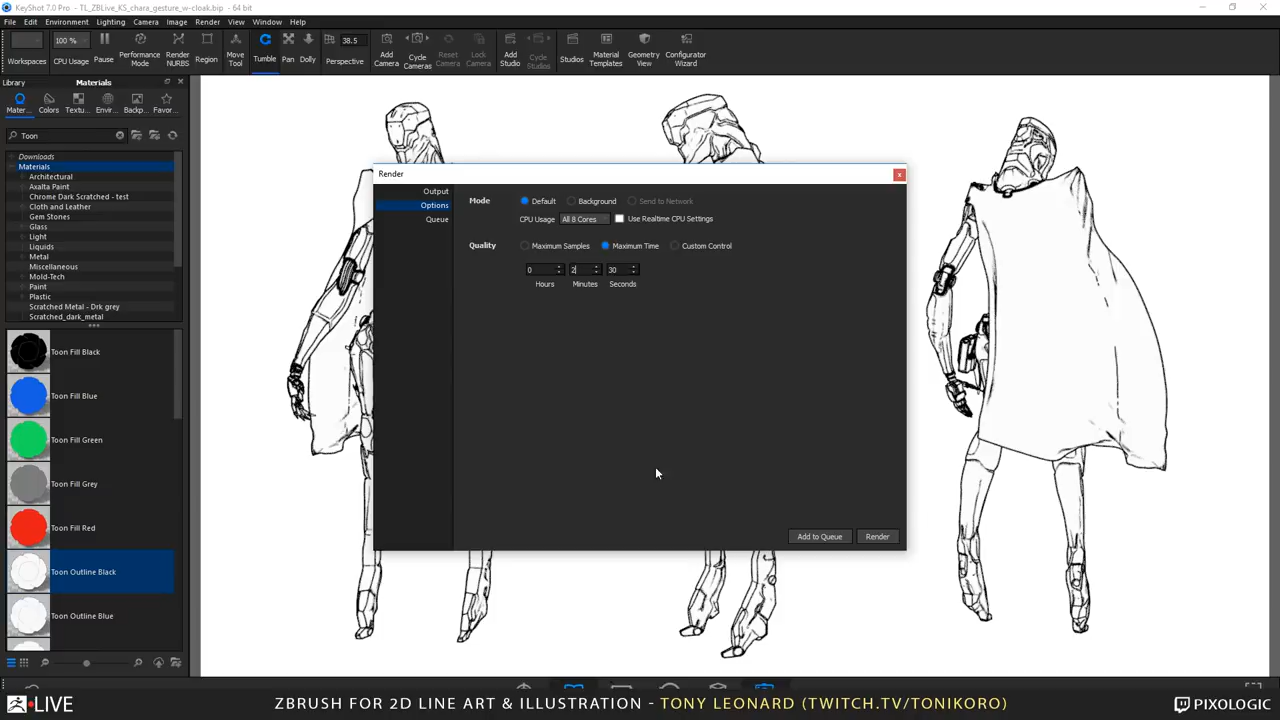 KeyShot 7.0 Pro - TL_ZBLive_KS_chara_gesture_w-cloak.bip - 64 bit
File Edit Environment Lighting Camera Image Render View Window Help
100 % 38.5
Workspaces CPU Usage Pause Performance Mode Render NURBS Region Move Tool Tumble Pan Dolly Perspective Add Camera Cycle Cameras Reset Camera Lock Camera Add Studio Cycle Studios Studios Material Templates Geometry View Configurator Wizard
Library Materials
Mater... Colors Textu... Envir... Backp... Favor...
Toon
Downloads
Materials
Architectural
Axalta Paint
Chrome Dark Scratched - test
Cloth and Leather
Gem Stones
Glass
Light
Liquids
Metal
Miscellaneous
Mold-Tech
Paint
Plastic
Scratched Metal - Drk grey
Scratched_dark_metal
Toon Fill Black
Toon Fill Blue
Toon Fill Green
Toon Fill Grey
Toon Fill Red
Toon Outline Black
Toon Outline Blue
Render
Output
Options
Queue
Mode Default Background Send to Network
CPU Usage All 8 Cores Use Realtime CPU Settings
Quality Maximum Samples Maximum Time Custom Control
0 2 30
Hours Minutes Seconds
Add to Queue Render
LIVE ZBRUSH FOR 2D LINE ART & ILLUSTRATION - TONY LEONARD (TWITCH.TV/TONIKORO) PIXOLOGIC